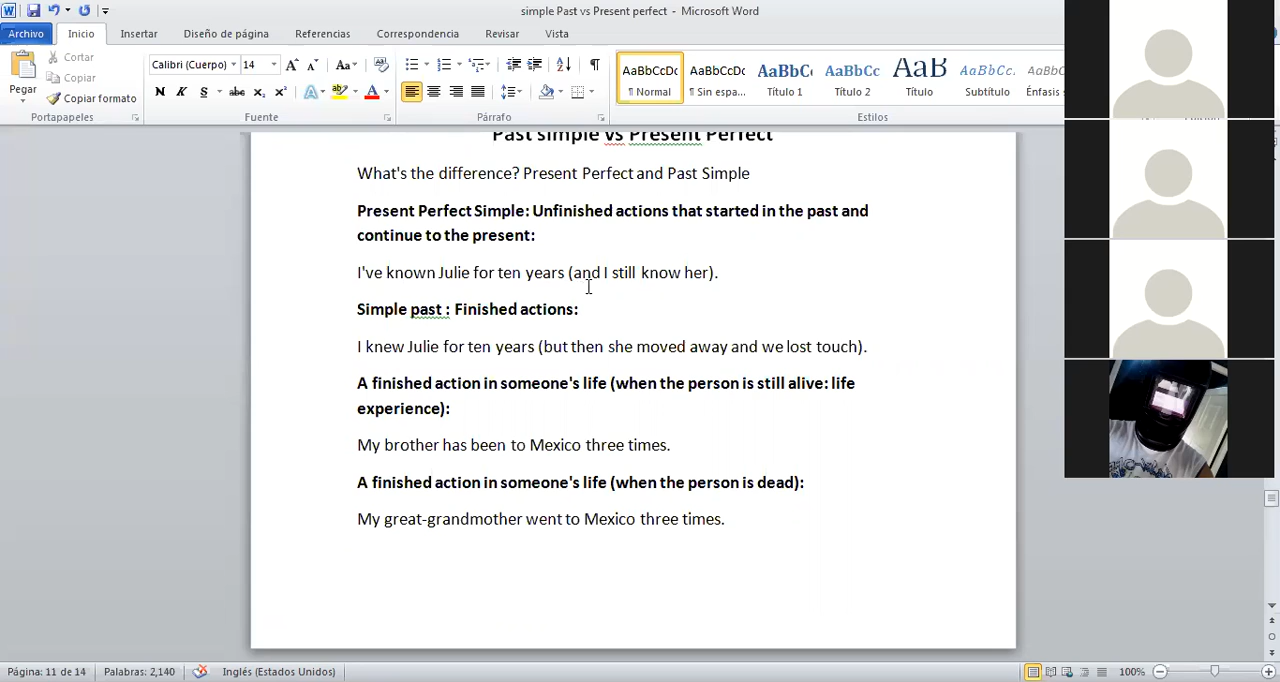 simple Past vs Present perfect - Microsoft Word
Archivo Inicio Insertar Diseño de página Referencias Correspondencia Revisar Vista
Pegar
Cortar
Copiar
Copiar formato
Portapapeles
Calibri (Cuerpo) 14
N K S abc
Fuente
Párrafo
AaBbCcDc AaBbCcDc AaBbC AaBbCc AaB AaBbCc. AaBbC
¶ Normal ¶ Sin espa... Título 1 Título 2 Título Subtítulo Énfasis
Estilos
Past simple vs Present Perfect
What's the difference? Present Perfect and Past Simple
Present Perfect Simple: Unfinished actions that started in the past and
continue to the present:
I've known Julie for ten years (and I still know her).
Simple past : Finished actions:
I knew Julie for ten years (but then she moved away and we lost touch).
A finished action in someone's life (when the person is still alive: life
experience):
My brother has been to Mexico three times.
A finished action in someone's life (when the person is dead):
My great-grandmother went to Mexico three times.
Página: 11 de 14 Palabras: 2,140 Inglés (Estados Unidos) 100%